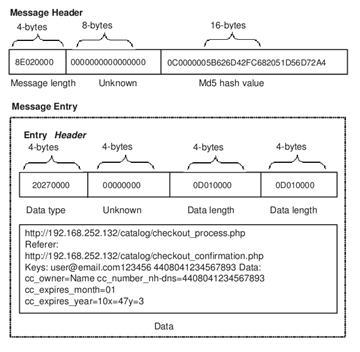 Message Header
4-bytes 8-bytes 16-bytes
8E020000 0000000000000000 0C0000005B626D42FC682051D56D72A4
Message length Unknown Md5 hash value
Message Entry
Entry Header
4-bytes 4-bytes 4-bytes 4-bytes
20270000 00000000 0D010000 0D010000
Data type Unknown Data length Data length
http://192.168.252.132/catalog/checkout_process.php
Referer:
http://192.168.252.132/catalog/checkout_confirmation.php
Keys: user@email.com123456 4408041234567893 Data:
cc_owner=Name cc_number_nh-dns=4408041234567893
cc_expires_month=01
cc_expires_year=10x=47y=3
Data